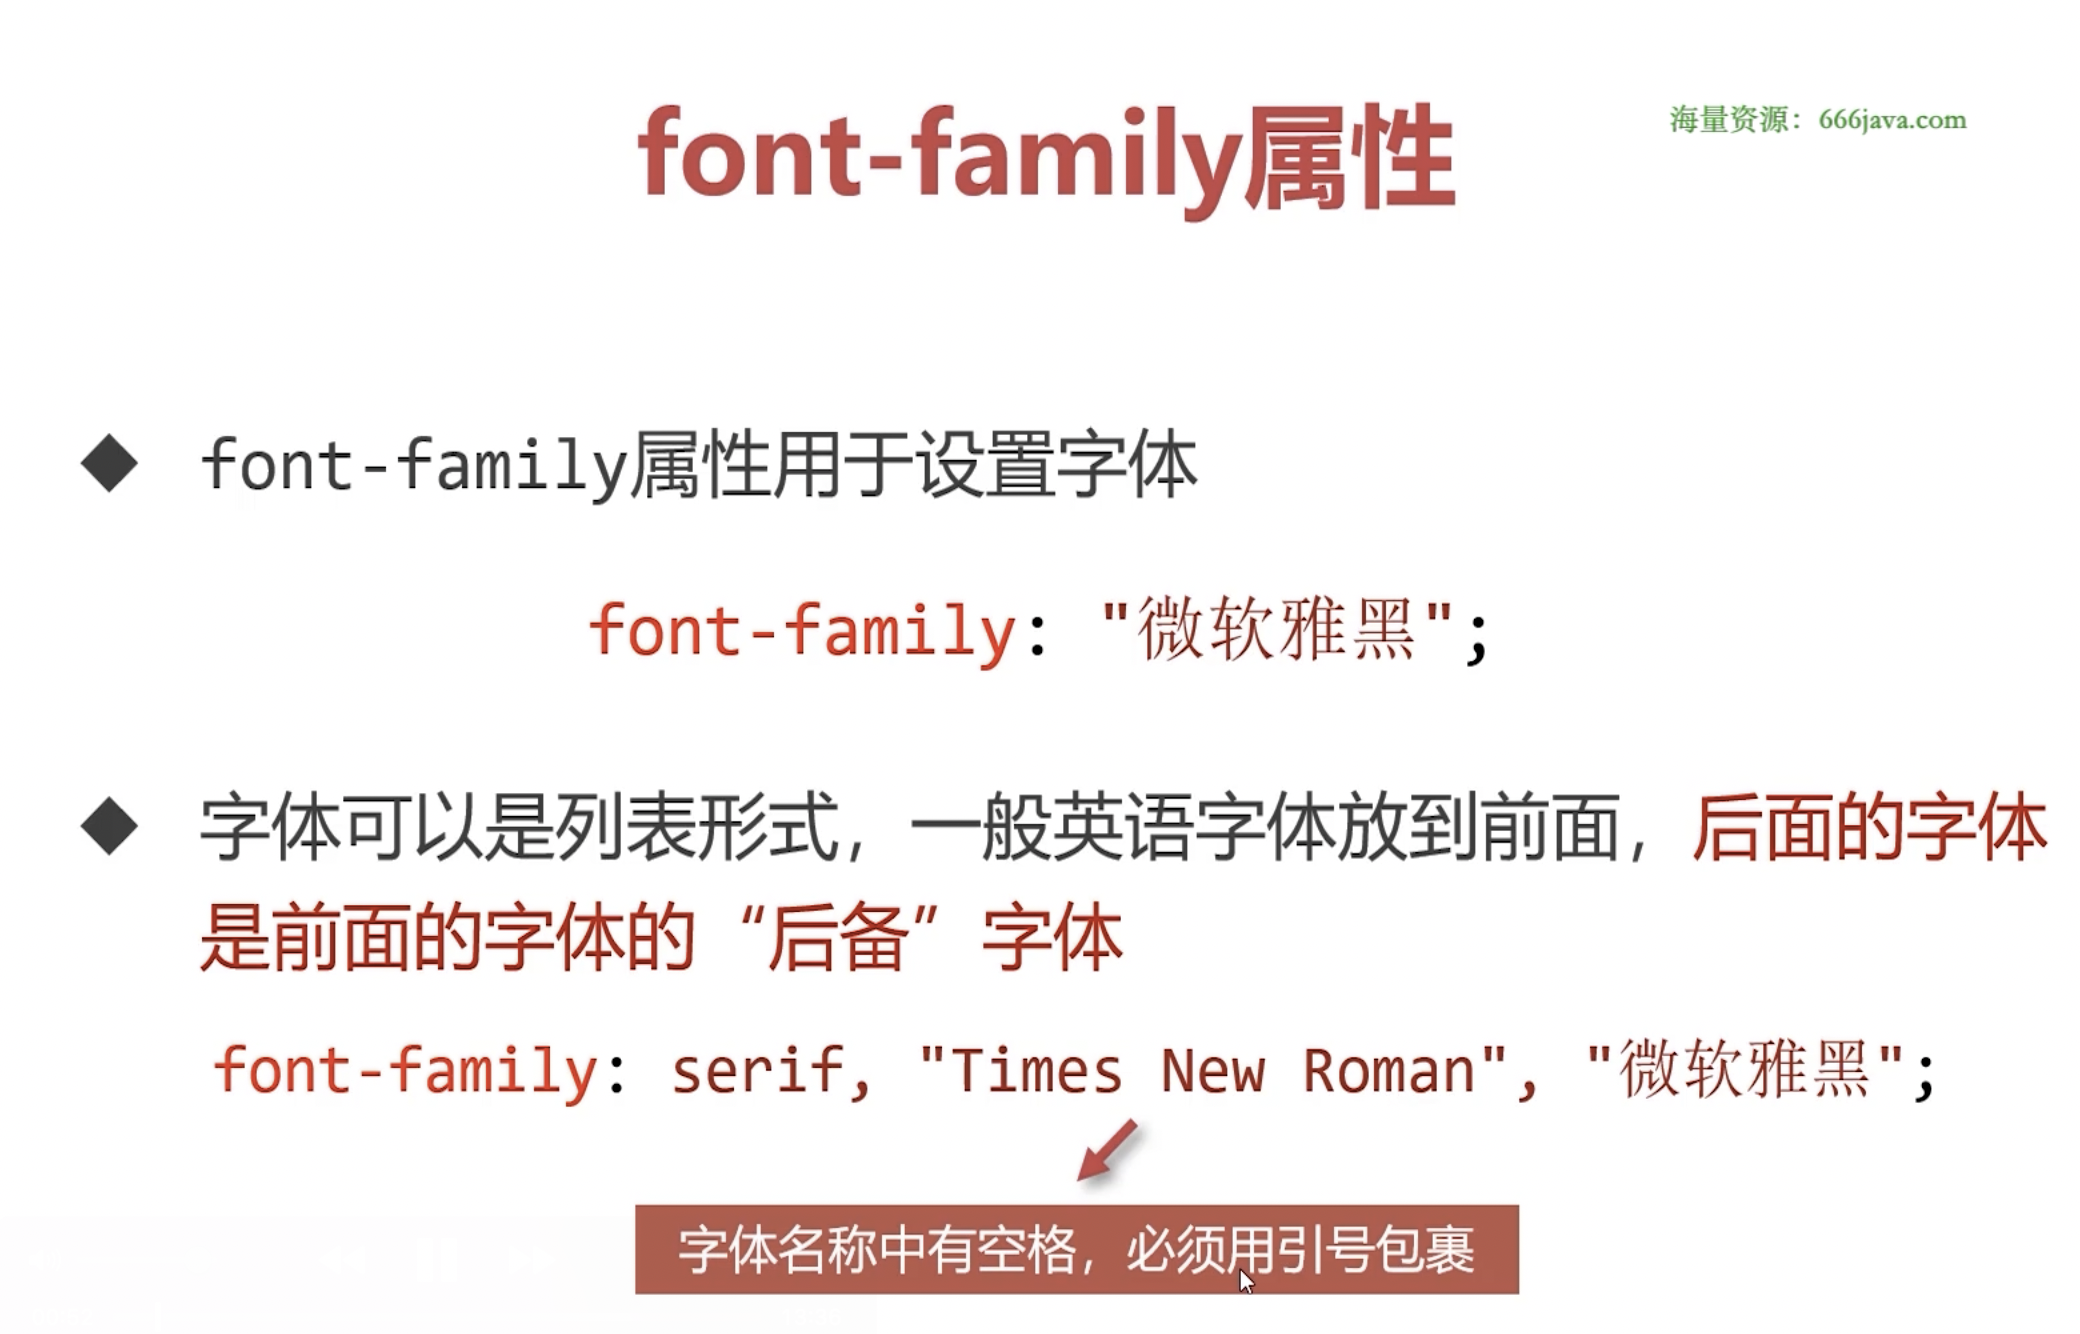 font-family属性
海量资源：666java.com
font-family属性用于设置字体
font-family: "微软雅黑";
字体可以是列表形式，一般英语字体放到前面，后面的字体
是前面的字体的“后备”字体
font-family: serif, "Times New Roman", "微软雅黑";
字体名称中有空格，必须用引号包裹